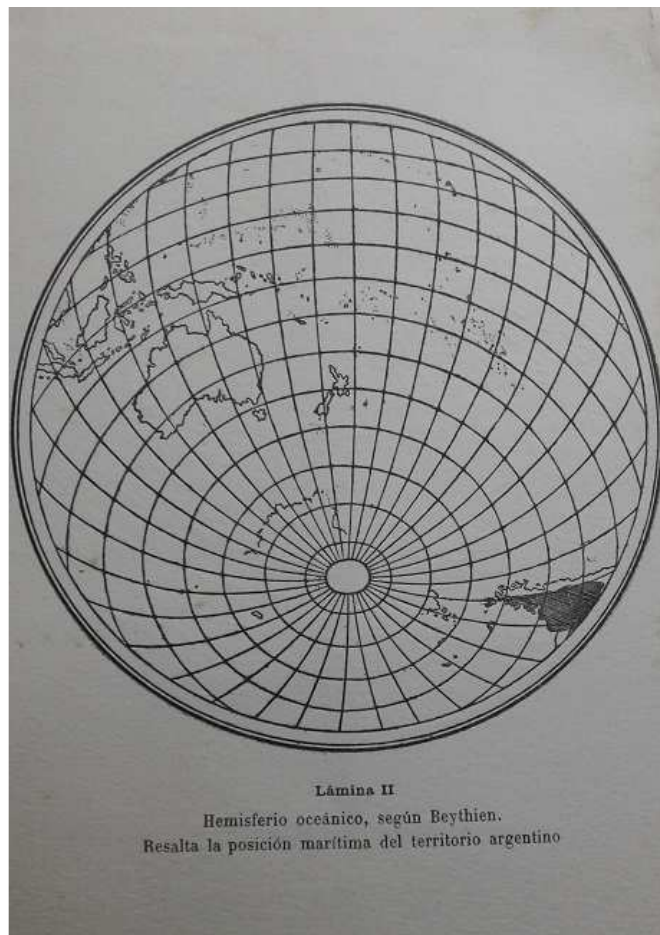 Lámina II
Hemisferio oceánico, según Beythien.
Resalta la posición marítima del territorio argentino